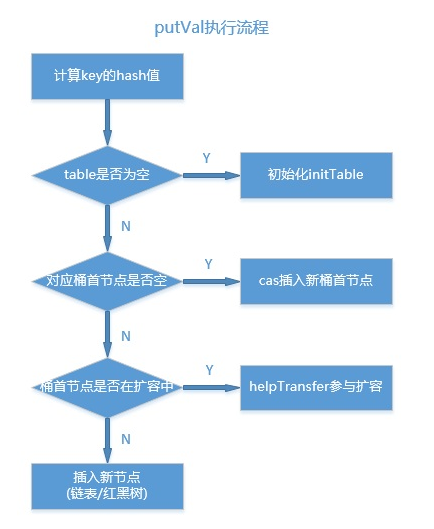 putVal执行流程
计算key的hash值
table是否为空
Y
初始化initTable
N
对应桶首节点是否空
Y
cas插入新桶首节点
N
桶首节点是否在扩容中
Y
helpTransfer参与扩容
N
插入新节点
(链表/红黑树)